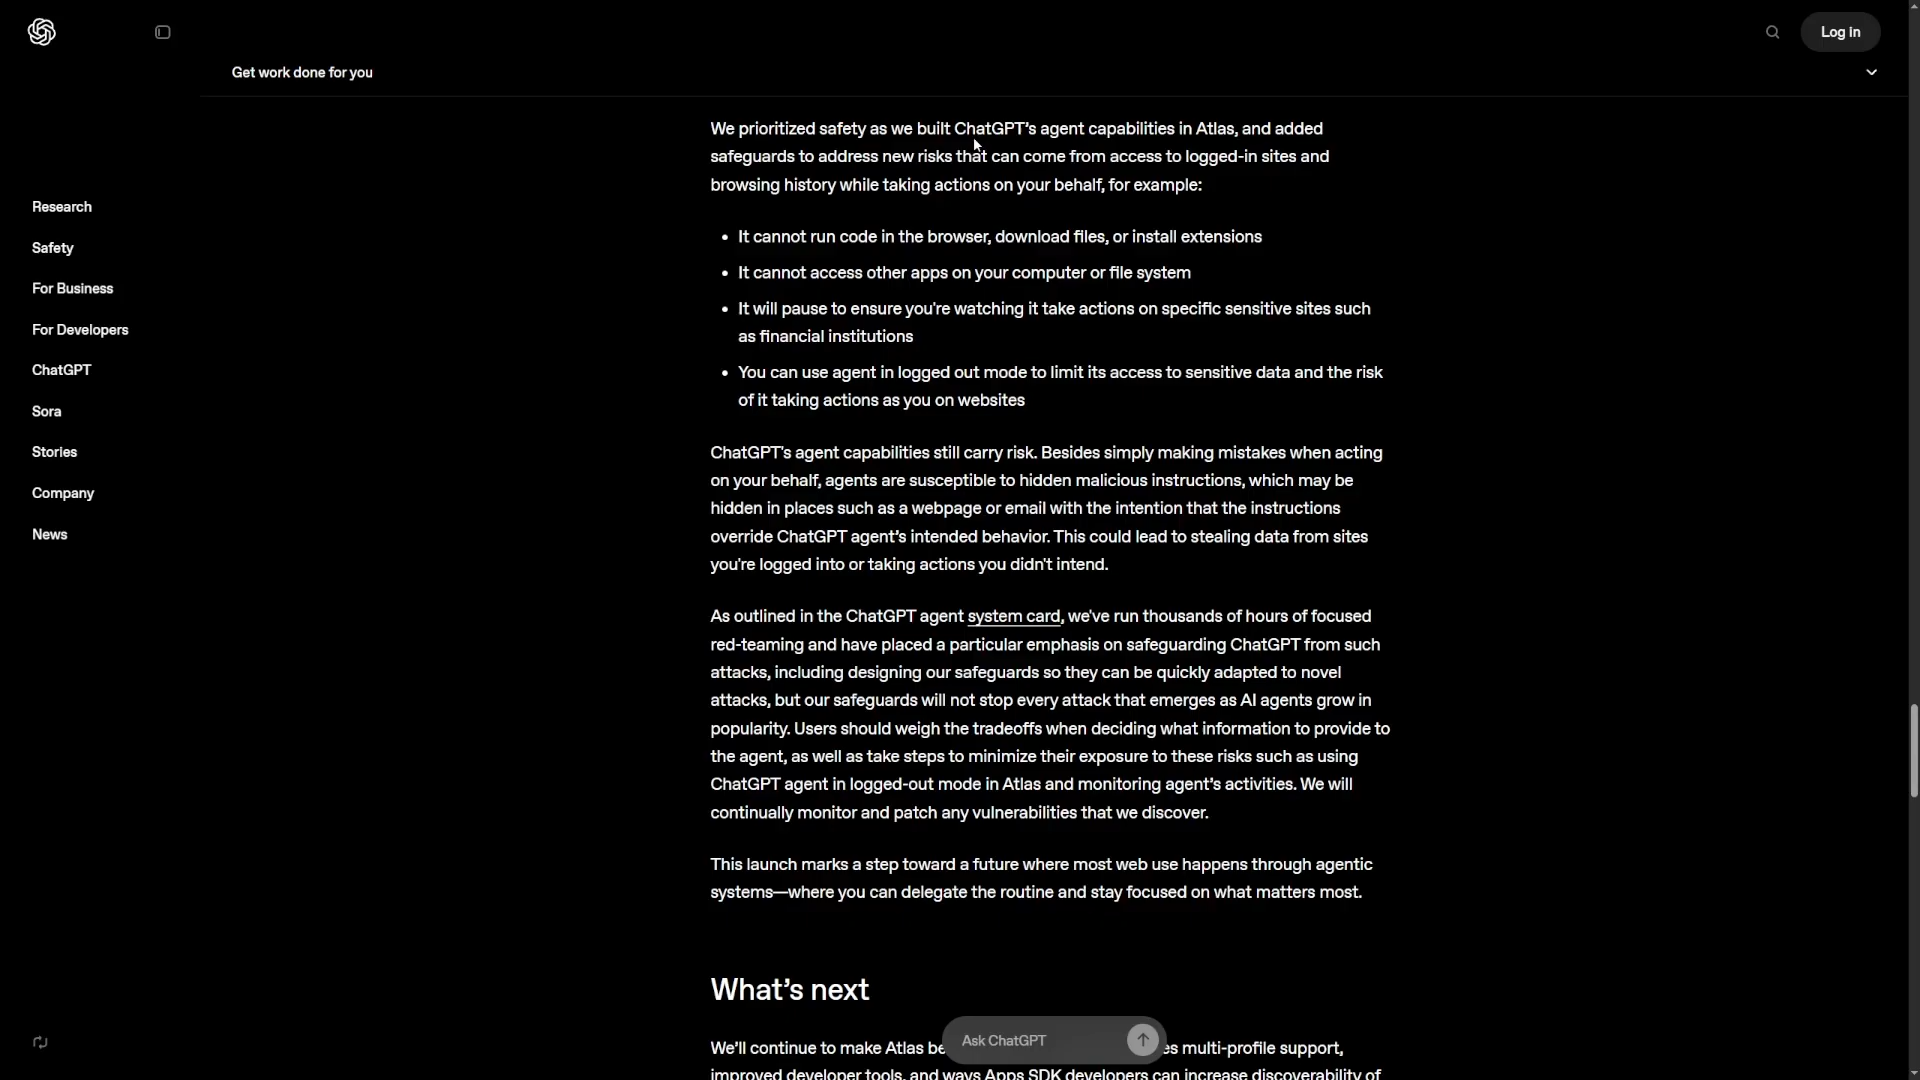 Log in
Get work done for you
Research
Safety
For Business
For Developers
ChatGPT
Sora
Stories
Company
News
We prioritized safety as we built ChatGPT’s agent capabilities in Atlas, and added
safeguards to address new risks that can come from access to logged-in sites and
browsing history while taking actions on your behalf, for example:
• It cannot run code in the browser, download files, or install extensions
• It cannot access other apps on your computer or file system
• It will pause to ensure you're watching it take actions on specific sensitive sites such
as financial institutions
• You can use agent in logged out mode to limit its access to sensitive data and the risk
of it taking actions as you on websites
ChatGPT's agent capabilities still carry risk. Besides simply making mistakes when acting
on your behalf, agents are susceptible to hidden malicious instructions, which may be
hidden in places such as a webpage or email with the intention that the instructions
override ChatGPT agent’s intended behavior. This could lead to stealing data from sites
you're logged into or taking actions you didn't intend.
As outlined in the ChatGPT agent system card, we've run thousands of hours of focused
red-teaming and have placed a particular emphasis on safeguarding ChatGPT from such
attacks, including designing our safeguards so they can be quickly adapted to novel
attacks, but our safeguards will not stop every attack that emerges as AI agents grow in
popularity. Users should weigh the tradeoffs when deciding what information to provide to
the agent, as well as take steps to minimize their exposure to these risks such as using
ChatGPT agent in logged-out mode in Atlas and monitoring agent’s activities. We will
continually monitor and patch any vulnerabilities that we discover.
This launch marks a step toward a future where most web use happens through agentic
systems—where you can delegate the routine and stay focused on what matters most.
What’s next
Ask ChatGPT
We’ll continue to make Atlas be es multi-profile support,
improved developer tools, and ways Apps SDK developers can increase discoverability of